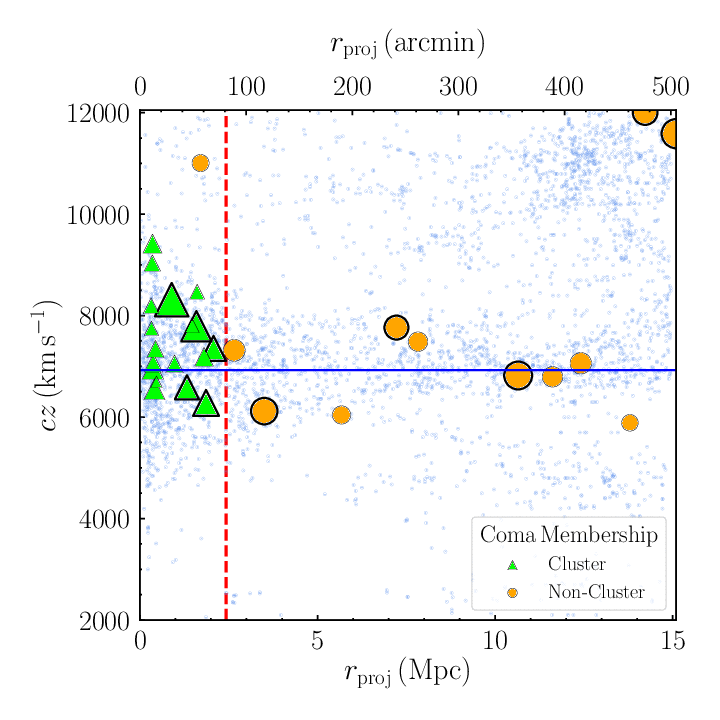 r_proj (arcmin)
0 100 200 300 400 500
12000
10000
8000
6000
4000
2000
cz (km s⁻¹)
Coma Membership
Cluster
Non-Cluster
0 5 10 15
r_proj (Mpc)